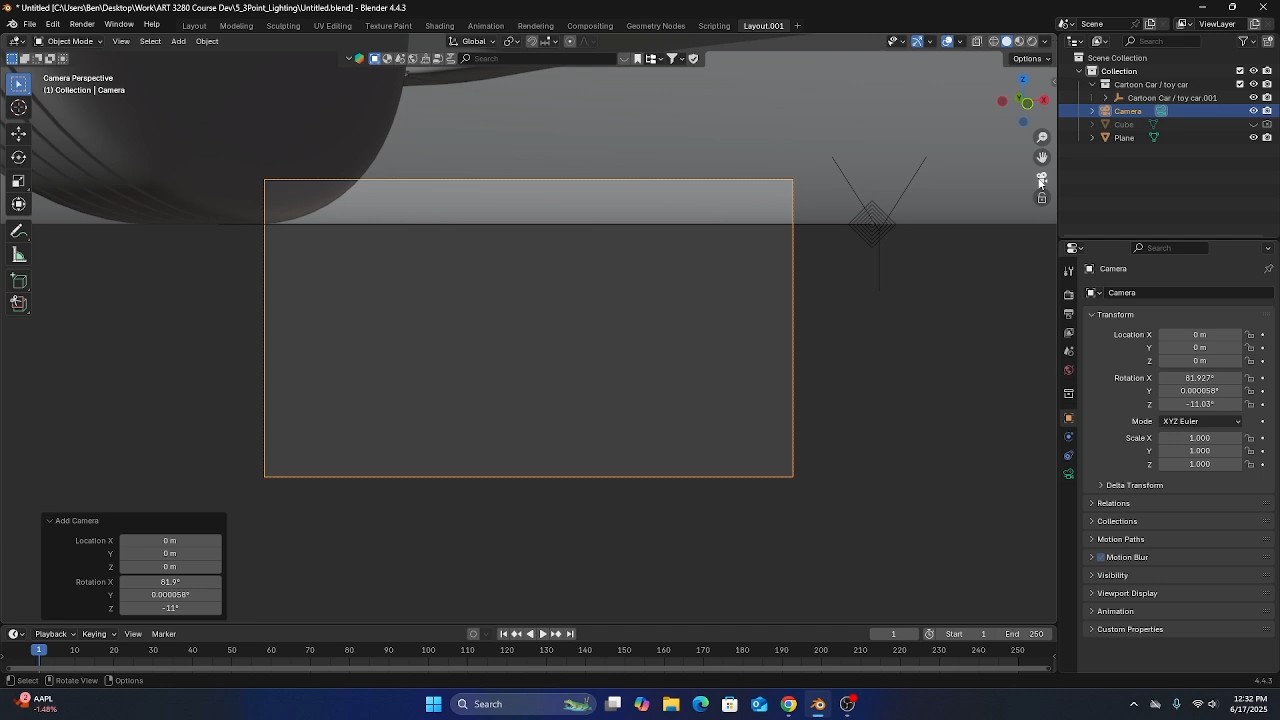 * Untitled [C:\Users\Ben\Desktop\Work\ART 3280 Course Dev\5_3Point_Lighting\Untitled.blend] - Blender 4.4.3
File Edit Render Window Help Layout Modeling Sculpting UV Editing Texture Paint Shading Animation Rendering Compositing Geometry Nodes Scripting Layout.001 + Scene ViewLayer
Object Mode View Select Add Object Global Search
Search Options
Camera Perspective
(1) Collection | Camera
Z
Y
X
Scene Collection
Collection
Cartoon Car / toy car
Cartoon Car / toy car.001
Camera
Cube
Plane
Search
Camera
Camera
Transform
Location X 0 m
Y 0 m
Z 0 m
Rotation X 81.927°
Y 0.000058°
Z -11.03°
Mode XYZ Euler
Scale X 1.000
Y 1.000
Z 1.000
Delta Transform
Relations
Collections
Motion Paths
Motion Blur
Visibility
Viewport Display
Animation
Custom Properties
Add Camera
Location X 0 m
Y 0 m
Z 0 m
Rotation X 81.9°
Y 0.000058°
Z -11°
Playback Keying View Marker 1 Start 1 End 250
1 10 20 30 40 50 60 70 80 90 100 110 120 130 140 150 160 170 180 190 200 210 220 230 240 250
Select Rotate View Options 4.4.3
2 AAPL
-1.48%
Search
12:32 PM
6/17/2025